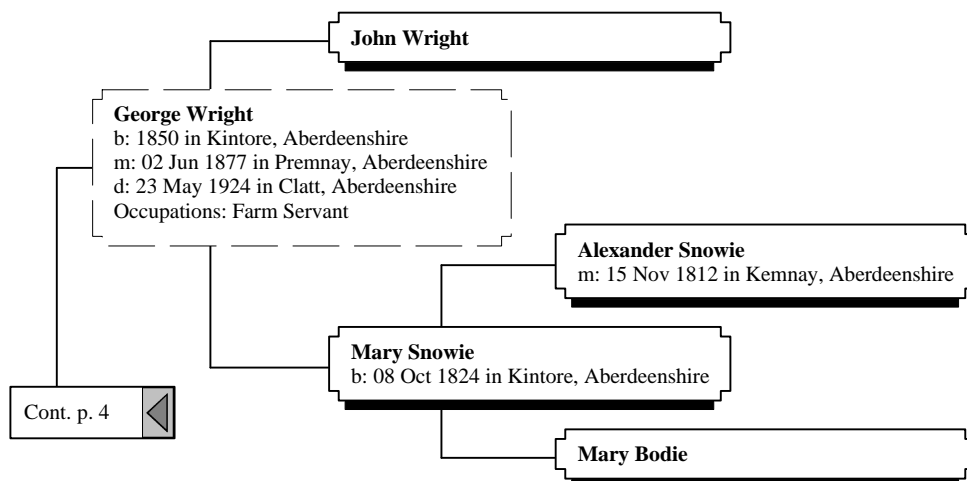 John Wright
George Wright
b: 1850 in Kintore, Aberdeenshire
m: 02 Jun 1877 in Premnay, Aberdeenshire
d: 23 May 1924 in Clatt, Aberdeenshire
Occupations: Farm Servant
Alexander Snowie
m: 15 Nov 1812 in Kemnay, Aberdeenshire
Mary Snowie
b: 08 Oct 1824 in Kintore, Aberdeenshire
Cont. p. 4
Mary Bodie